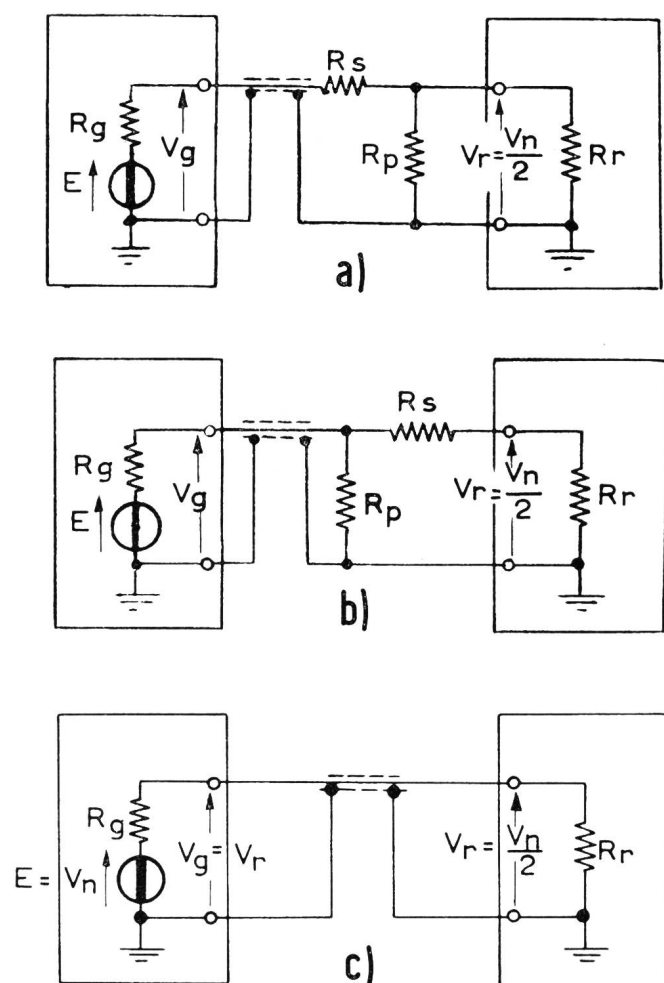 Rs
Rg
Vg
E
Rp
Vr = Vn/2
Rr
a)
Rs
Rg
Vg
E
Rp
Vr = Vn/2
Rr
b)
Rg
Vg = Vr
E = Vn
Vr = Vn/2
Rr
c)